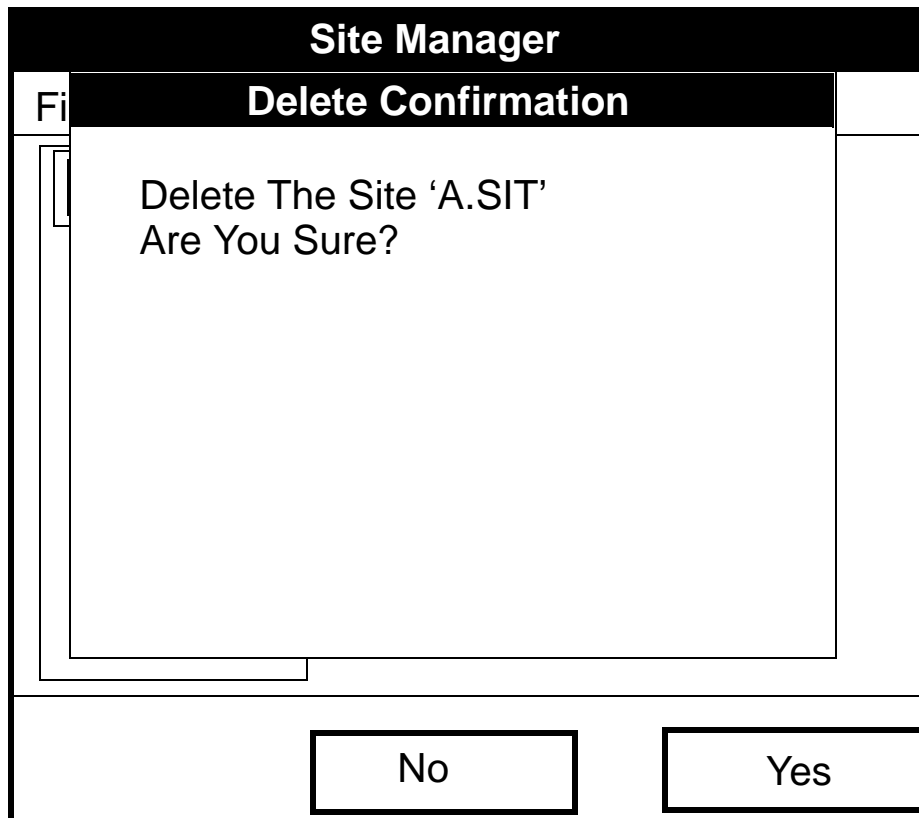 Site Manager
Fi
Delete Confirmation
Delete The Site ‘A.SIT’
Are You Sure?
No
Yes